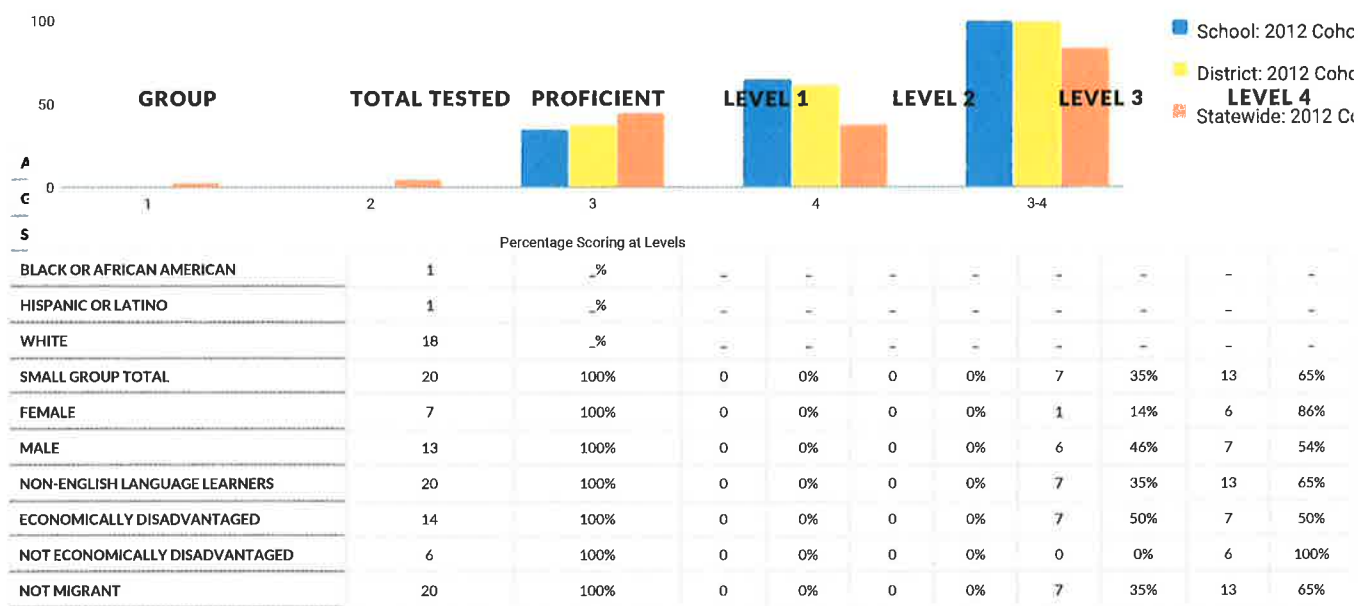 100
School: 2012 Coho
District: 2012 Coho
GROUP TOTAL TESTED PROFICIENT LEVEL 1 LEVEL 2 LEVEL 3 LEVEL 4
50
Statewide: 2012 Co
A
0
G
1 2 3 4 3-4
S
Percentage Scoring at Levels
BLACK OR AFRICAN AMERICAN 1 _% – – – – – – – –
HISPANIC OR LATINO 1 _% – – – – – – – –
WHITE 18 _% – – – – – – – –
SMALL GROUP TOTAL 20 100% 0 0% 0 0% 7 35% 13 65%
FEMALE 7 100% 0 0% 0 0% 1 14% 6 86%
MALE 13 100% 0 0% 0 0% 6 46% 7 54%
NON-ENGLISH LANGUAGE LEARNERS 20 100% 0 0% 0 0% 7 35% 13 65%
ECONOMICALLY DISADVANTAGED 14 100% 0 0% 0 0% 7 50% 7 50%
NOT ECONOMICALLY DISADVANTAGED 6 100% 0 0% 0 0% 0 0% 6 100%
NOT MIGRANT 20 100% 0 0% 0 0% 7 35% 13 65%